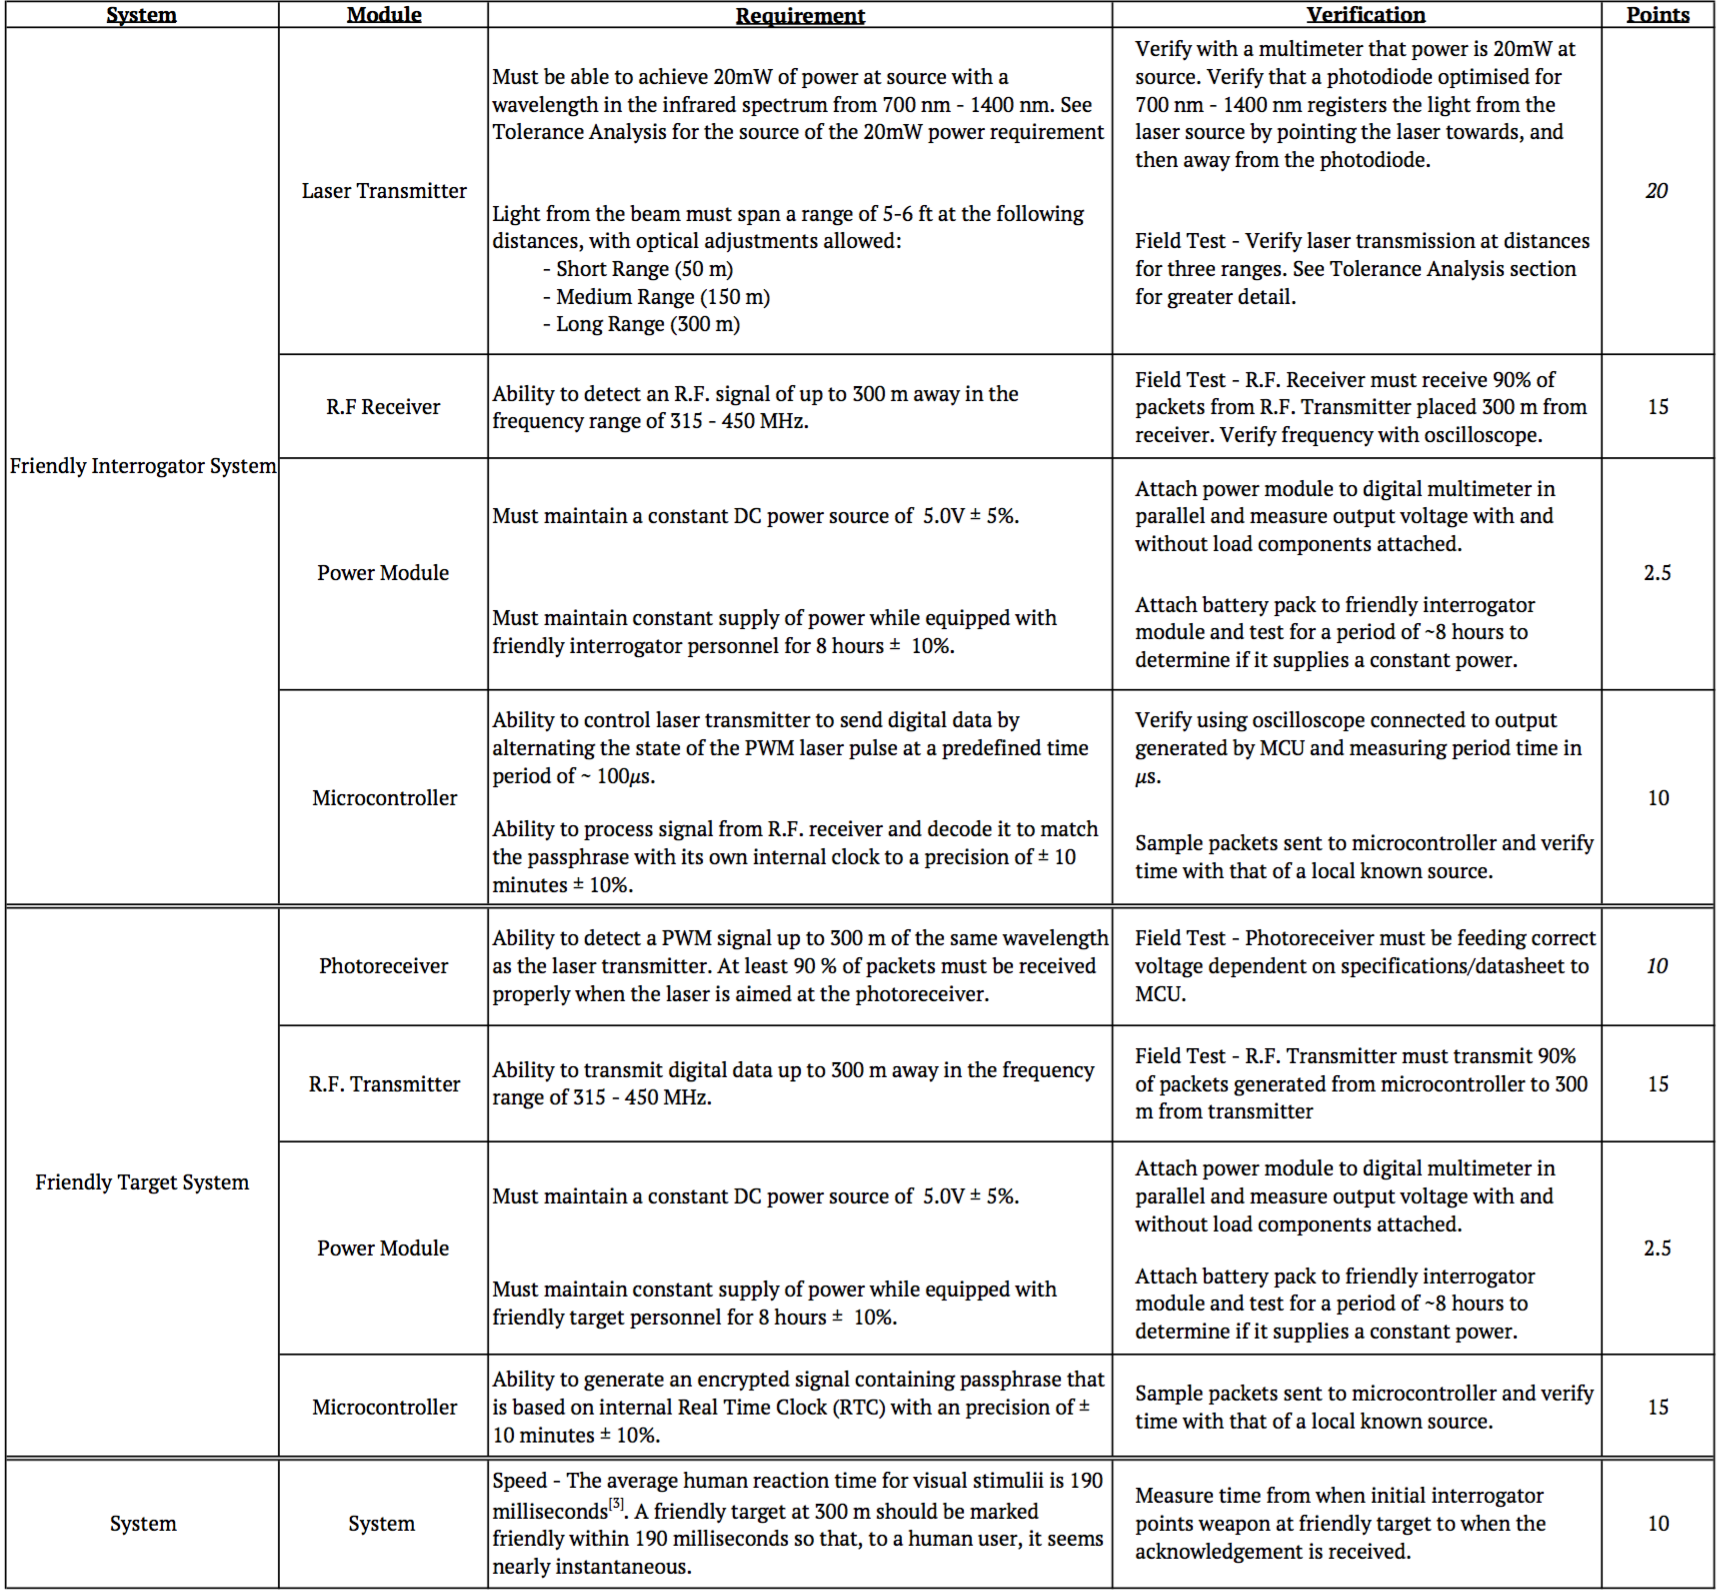 System Module Requirement Verification Points
Friendly Interrogator System
Laser Transmitter
Must be able to achieve 20mW of power at source with a
wavelength in the infrared spectrum from 700 nm - 1400 nm. See
Tolerance Analysis for the source of the 20mW power requirement
Light from the beam must span a range of 5-6 ft at the following
distances, with optical adjustments allowed:
- Short Range (50 m)
- Medium Range (150 m)
- Long Range (300 m)
Verify with a multimeter that power is 20mW at
source. Verify that a photodiode optimised for
700 nm - 1400 nm registers the light from the
laser source by pointing the laser towards, and
then away from the photodiode.
Field Test - Verify laser transmission at distances
for three ranges. See Tolerance Analysis section
for greater detail.
20
R.F Receiver
Ability to detect an R.F. signal of up to 300 m away in the
frequency range of 315 - 450 MHz.
Field Test - R.F. Receiver must receive 90% of
packets from R.F. Transmitter placed 300 m from
receiver. Verify frequency with oscilloscope.
15
Power Module
Must maintain a constant DC power source of 5.0V ± 5%.
Must maintain constant supply of power while equipped with
friendly interrogator personnel for 8 hours ± 10%.
Attach power module to digital multimeter in
parallel and measure output voltage with and
without load components attached.
Attach battery pack to friendly interrogator
module and test for a period of ~8 hours to
determine if it supplies a constant power.
2.5
Microcontroller
Ability to control laser transmitter to send digital data by
alternating the state of the PWM laser pulse at a predefined time
period of ~ 100μs.
Ability to process signal from R.F. receiver and decode it to match
the passphrase with its own internal clock to a precision of ± 10
minutes ± 10%.
Verify using oscilloscope connected to output
generated by MCU and measuring period time in
μs.
Sample packets sent to microcontroller and verify
time with that of a local known source.
10
Friendly Target System
Photoreceiver
Ability to detect a PWM signal up to 300 m of the same wavelength
as the laser transmitter. At least 90 % of packets must be received
properly when the laser is aimed at the photoreceiver.
Field Test - Photoreceiver must be feeding correct
voltage dependent on specifications/datasheet to
MCU.
10
R.F. Transmitter
Ability to transmit digital data up to 300 m away in the frequency
range of 315 - 450 MHz.
Field Test - R.F. Transmitter must transmit 90%
of packets generated from microcontroller to 300
m from transmitter
15
Power Module
Must maintain a constant DC power source of 5.0V ± 5%.
Must maintain constant supply of power while equipped with
friendly target personnel for 8 hours ± 10%.
Attach power module to digital multimeter in
parallel and measure output voltage with and
without load components attached.
Attach battery pack to friendly interrogator
module and test for a period of ~8 hours to
determine if it supplies a constant power.
2.5
Microcontroller
Ability to generate an encrypted signal containing passphrase that
is based on internal Real Time Clock (RTC) with an precision of ±
10 minutes ± 10%.
Sample packets sent to microcontroller and verify
time with that of a local known source.
15
System
System
Speed - The average human reaction time for visual stimulii is 190
milliseconds[3]. A friendly target at 300 m should be marked
friendly within 190 milliseconds so that, to a human user, it seems
nearly instantaneous.
Measure time from when initial interrogator
points weapon at friendly target to when the
acknowledgement is received.
10